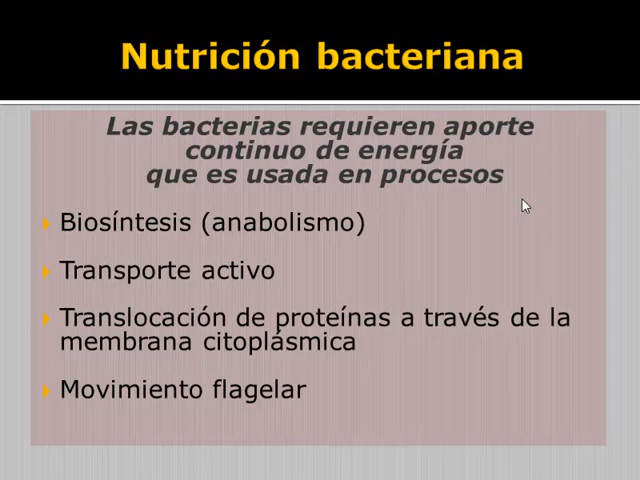 Nutrición bacteriana
Las bacterias requieren aporte
continuo de energía
que es usada en procesos
Biosíntesis (anabolismo)
Transporte activo
Translocación de proteínas a través de la
membrana citoplásmica
Movimiento flagelar